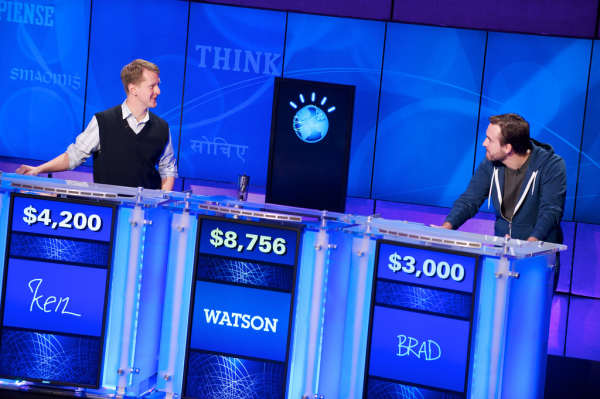 PIENSE
THINK
सोचिए
$4,200
Ken
$8,756
WATSON
$3,000
BRAD